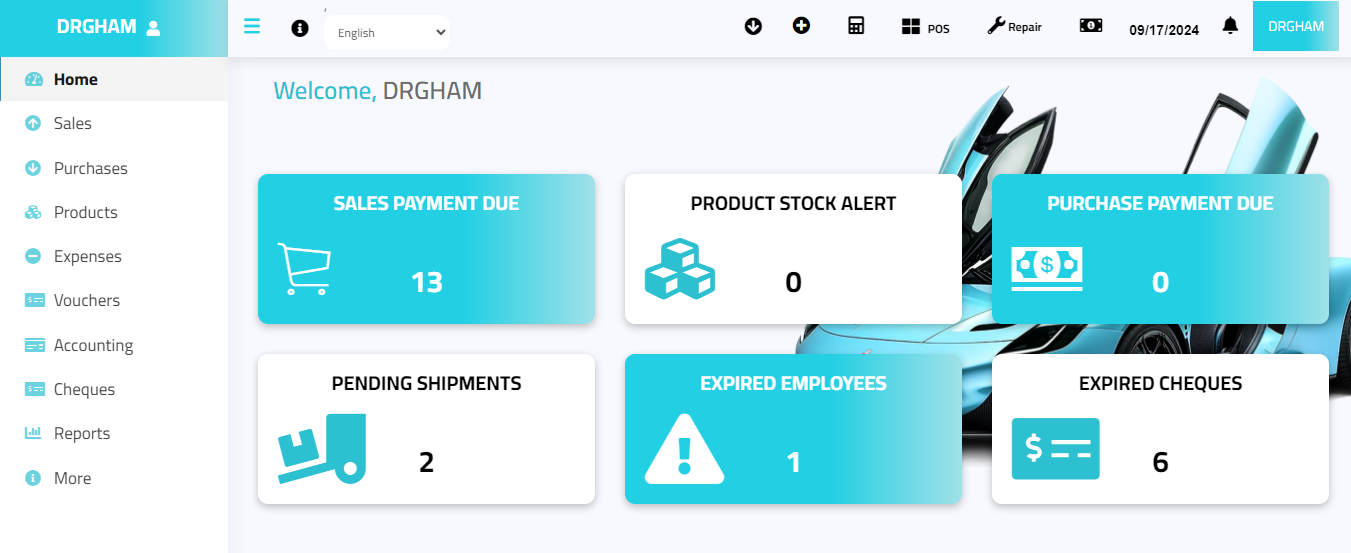 DRGHAM
English
POS
Repair
09/17/2024
DRGHAM
Home
Sales
Purchases
Products
Expenses
Vouchers
Accounting
Cheques
Reports
More
Welcome, DRGHAM
SALES PAYMENT DUE
13
PRODUCT STOCK ALERT
0
PURCHASE PAYMENT DUE
0
PENDING SHIPMENTS
2
EXPIRED EMPLOYEES
1
EXPIRED CHEQUES
6